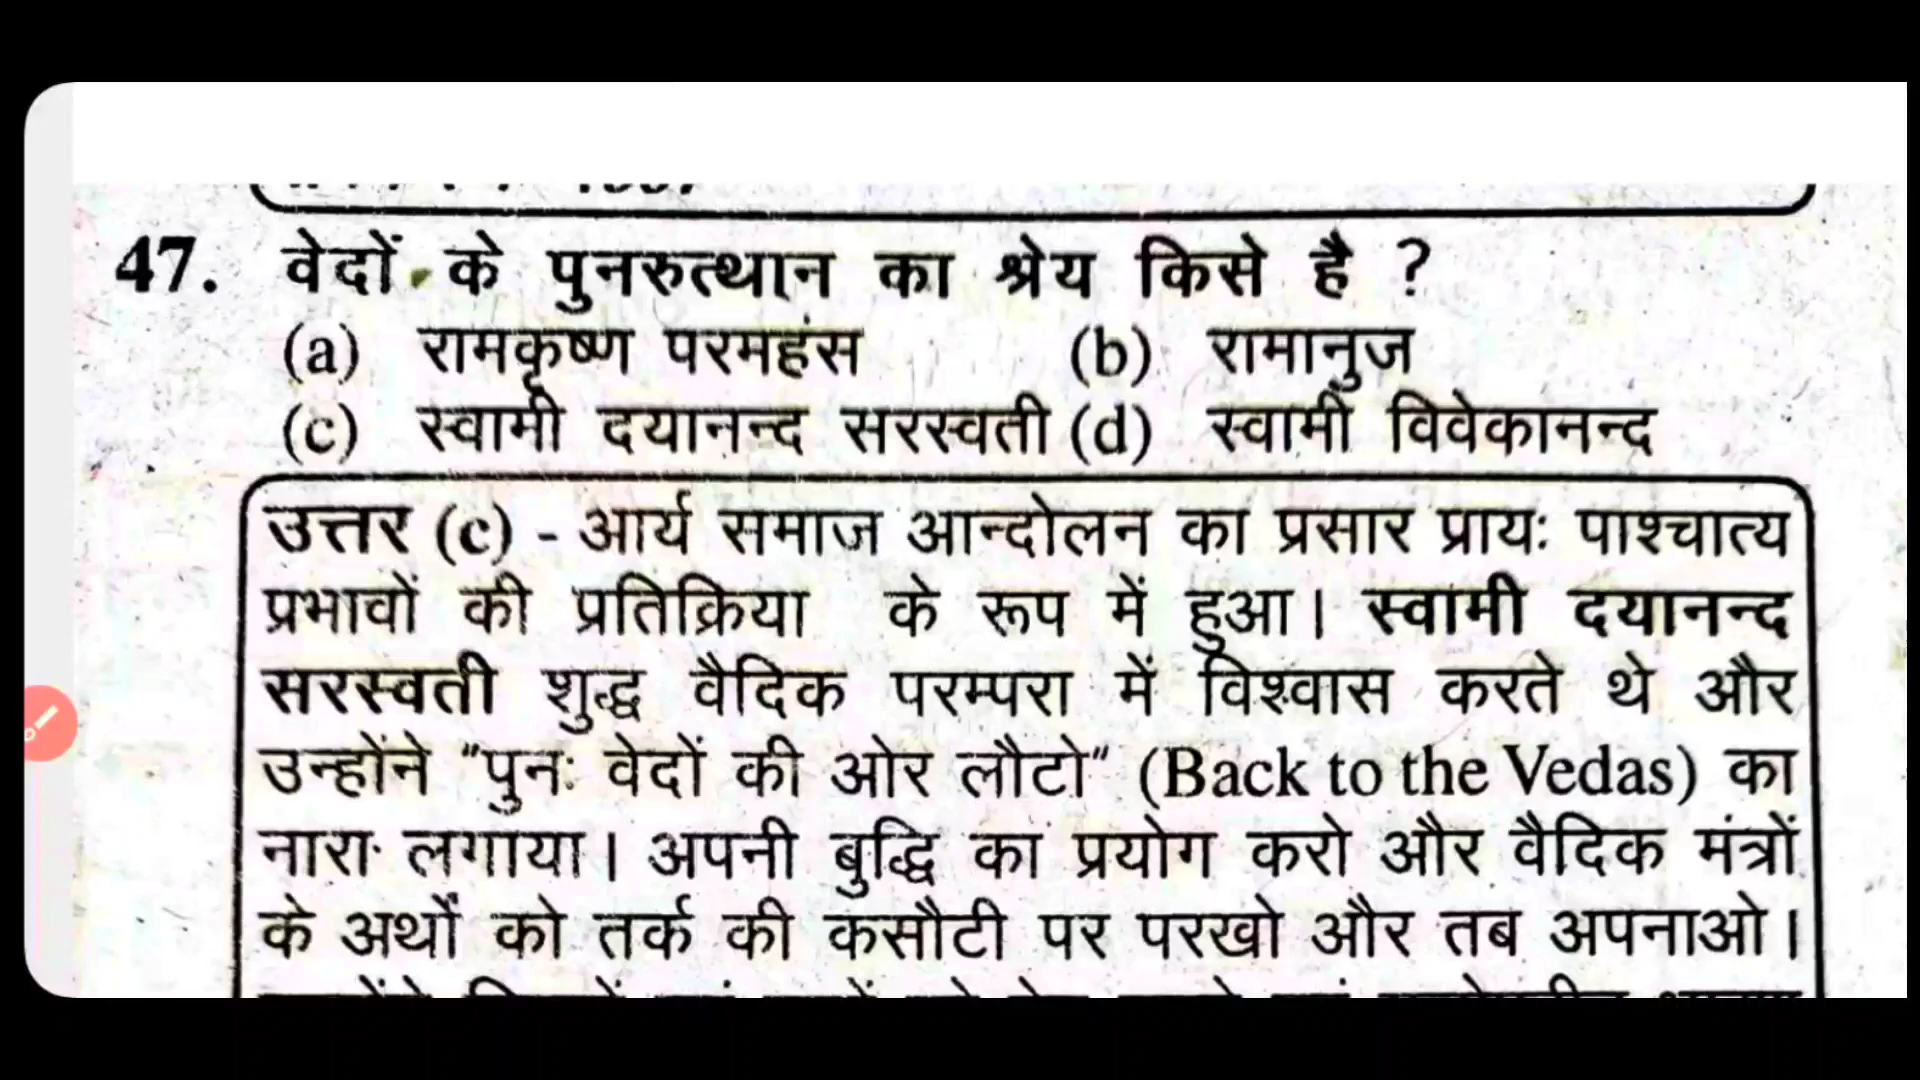 47. वेदों के पुनरुत्थान का श्रेय किसे है ?
(a) रामकृष्ण परमहंस (b) रामानुज
(c) स्वामी दयानन्द सरस्वती (d) स्वामी विवेकानन्द
उत्तर (c) - आर्य समाज आन्दोलन का प्रसार प्रायः पाश्चात्य
प्रभावों की प्रतिक्रिया के रूप में हुआ। स्वामी दयानन्द
सरस्वती शुद्ध वैदिक परम्परा में विश्वास करते थे और
उन्होंने "पुनः वेदों की ओर लौटो" (Back to the Vedas) का
नारा लगाया। अपनी बुद्धि का प्रयोग करो और वैदिक मंत्रों
के अर्थों को तर्क की कसौटी पर परखो और तब अपनाओ।